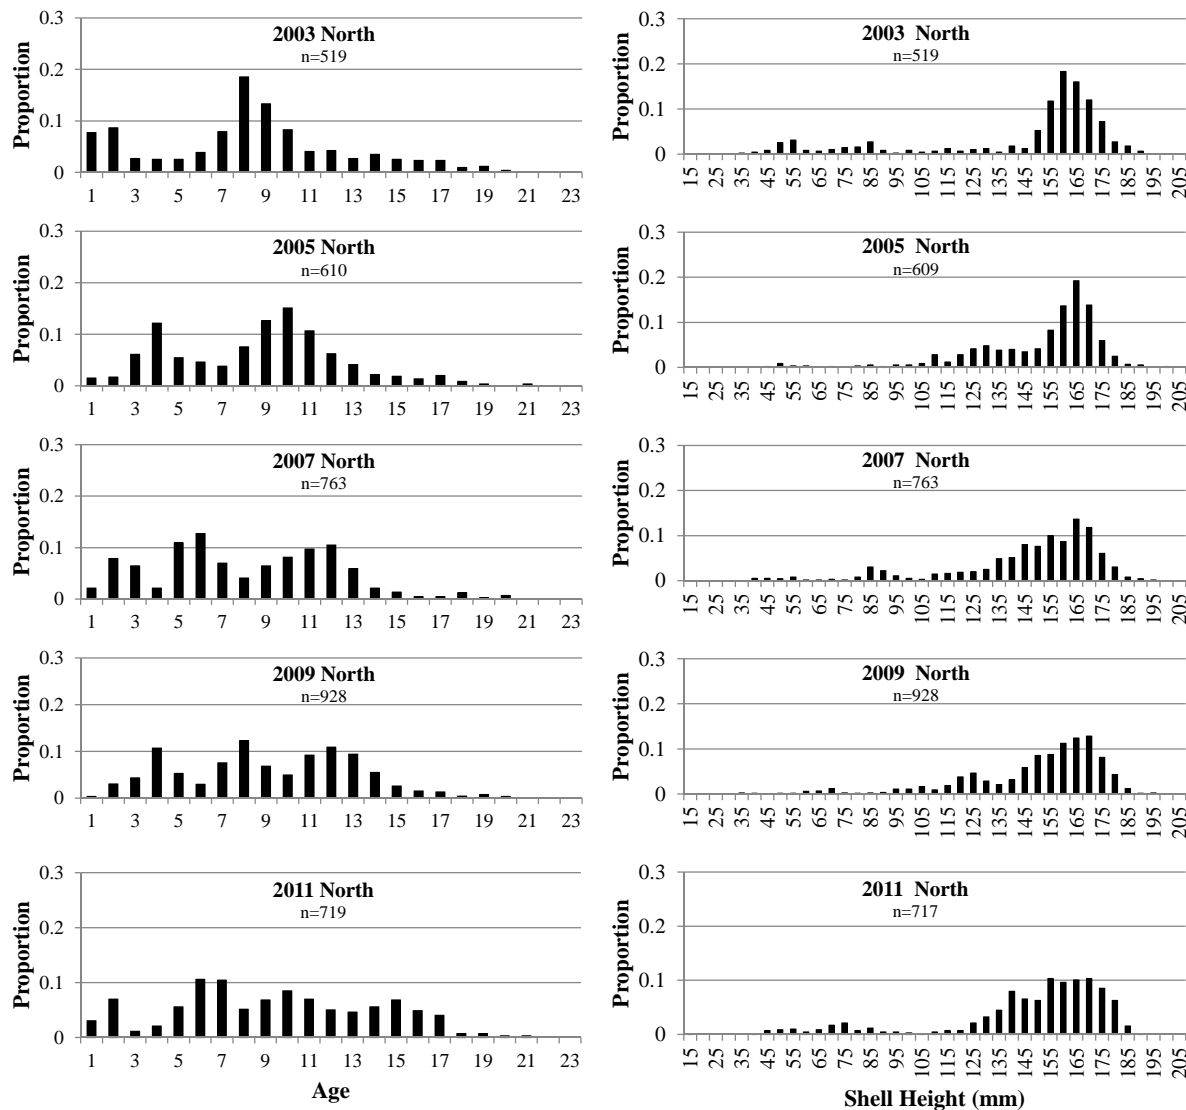 0.3
2003 North
n=519
0.2
0.1
0
Proportion
1 3 5 7 9 11 13 15 17 19 21 23
0.3
2003 North
n=519
0.2
0.1
0
Proportion
15 25 35 45 55 65 75 85 95 105 115 125 135 145 155 165 175 185 195 205
0.3
2005 North
n=610
0.2
0.1
0
Proportion
1 3 5 7 9 11 13 15 17 19 21 23
0.3
2005 North
n=609
0.2
0.1
0
Proportion
15 25 35 45 55 65 75 85 95 105 115 125 135 145 155 165 175 185 195 205
0.3
2007 North
n=763
0.2
0.1
0
Proportion
1 3 5 7 9 11 13 15 17 19 21 23
0.3
2007 North
n=763
0.2
0.1
0
Proportion
15 25 35 45 55 65 75 85 95 105 115 125 135 145 155 165 175 185 195 205
0.3
2009 North
n=928
0.2
0.1
0
Proportion
1 3 5 7 9 11 13 15 17 19 21 23
0.3
2009 North
n=928
0.2
0.1
0
Proportion
15 25 35 45 55 65 75 85 95 105 115 125 135 145 155 165 175 185 195 205
0.3
2011 North
n=719
0.2
0.1
0
Proportion
1 3 5 7 9 11 13 15 17 19 21 23
Age
0.3
2011 North
n=717
0.2
0.1
0
Proportion
15 25 35 45 55 65 75 85 95 105 115 125 135 145 155 165 175 185 195 205
Shell Height (mm)